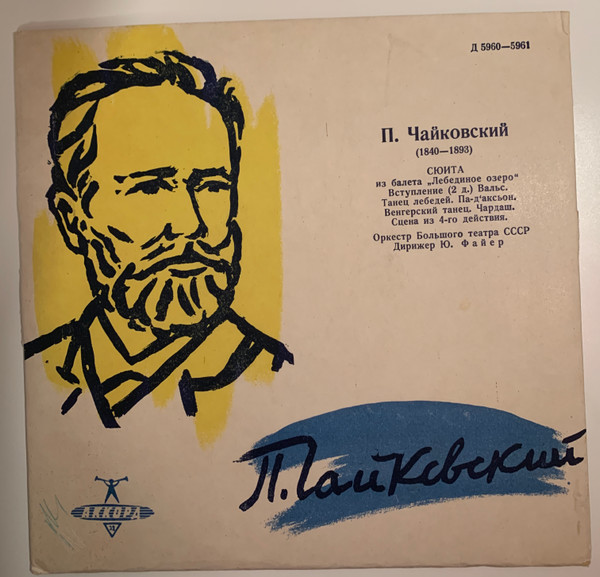 Д 5960—5961
П. Чайковский
(1840—1893)
СЮИТА
из балета „Лебединое озеро“
Вступление (2 д.) Вальс.
Танец лебедей. Па-д'аксьон.
Венгерский танец. Чардаш.
Сцена из 4-го действия.
Оркестр Большого театра СССР
Дирижер Ю. Файер
П. Чайковский
АККОРД